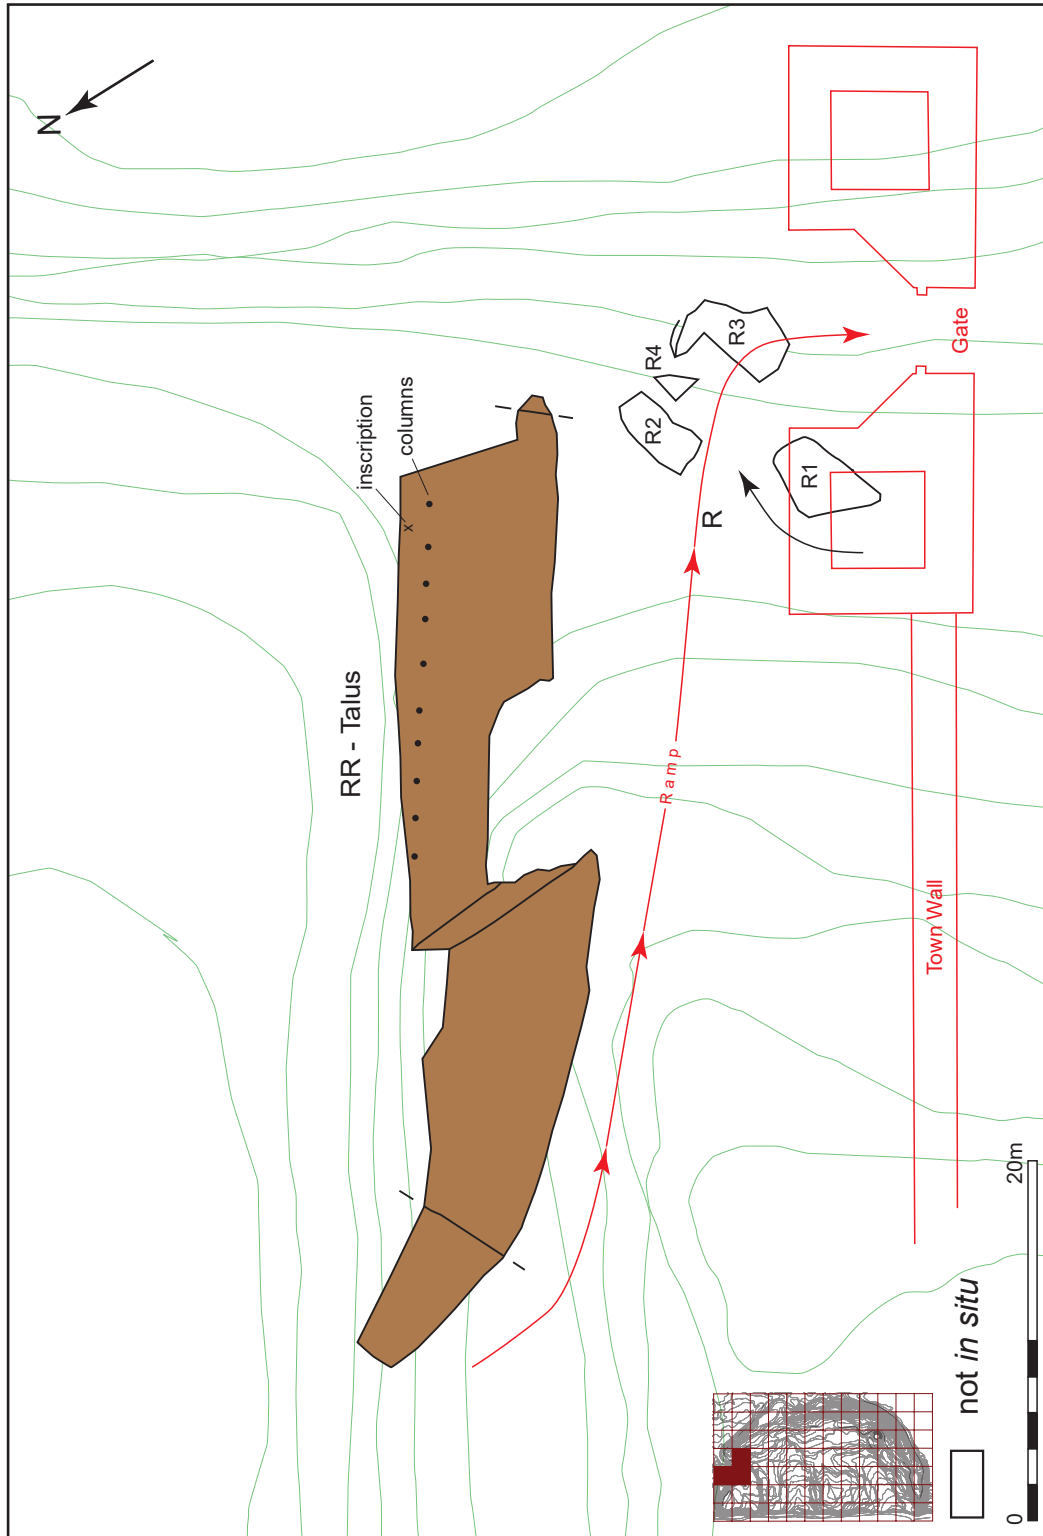 N
inscription
columns
RR - Talus
R4
R3
R2
R1
R
Gate
Ramp
Town Wall
20m
0
not in situ